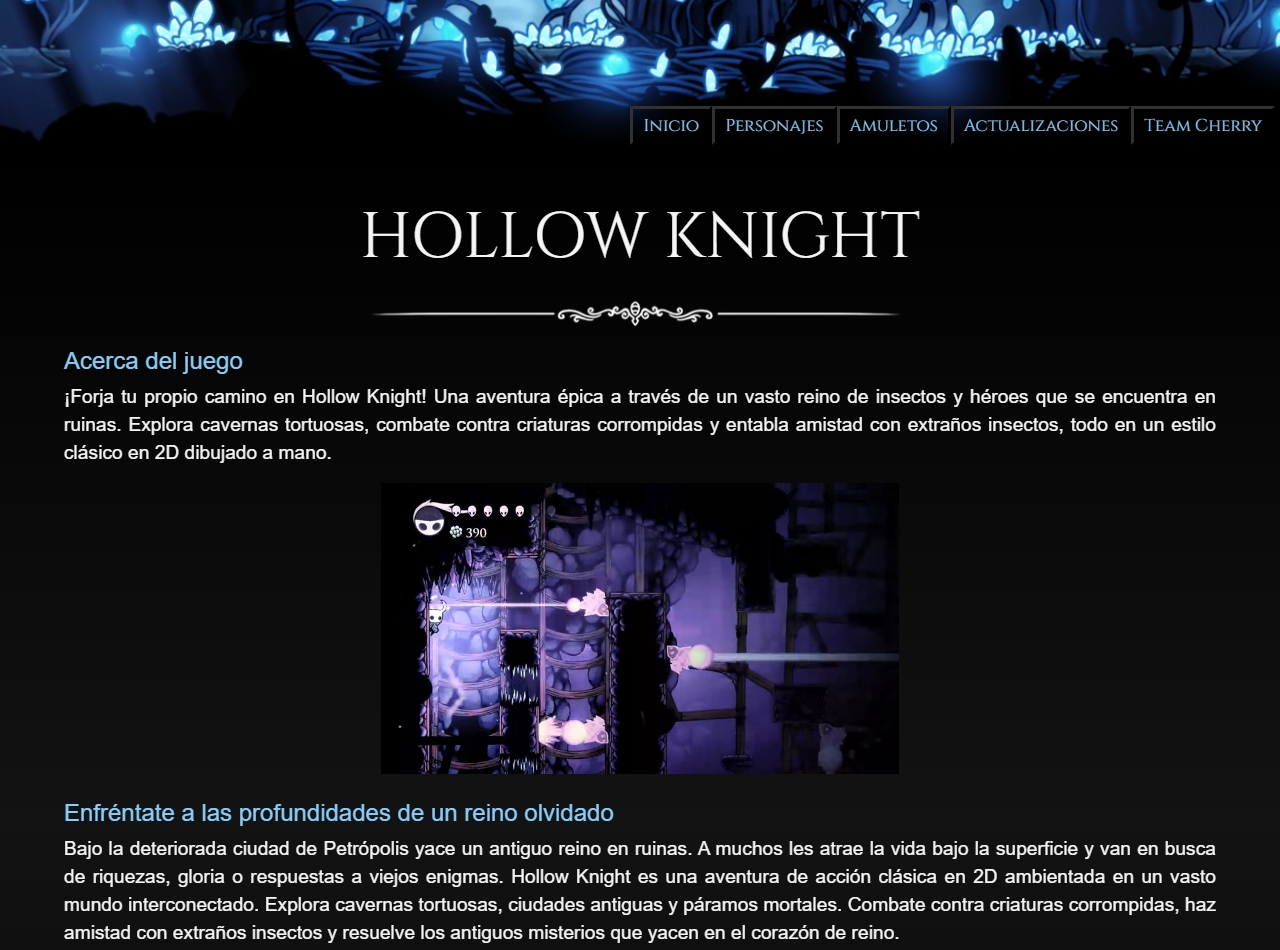 Inicio
Personajes
Amuletos
Actualizaciones
Team Cherry
HOLLOW KNIGHT
Acerca del juego
¡Forja tu propio camino en Hollow Knight! Una aventura épica a través de un vasto reino de insectos y héroes que se encuentra en
ruinas. Explora cavernas tortuosas, combate contra criaturas corrompidas y entabla amistad con extraños insectos, todo en un estilo
clásico en 2D dibujado a mano.
390
Enfréntate a las profundidades de un reino olvidado
Bajo la deteriorada ciudad de Petrópolis yace un antiguo reino en ruinas. A muchos les atrae la vida bajo la superficie y van en busca
de riquezas, gloria o respuestas a viejos enigmas. Hollow Knight es una aventura de acción clásica en 2D ambientada en un vasto
mundo interconectado. Explora cavernas tortuosas, ciudades antiguas y páramos mortales. Combate contra criaturas corrompidas, haz
amistad con extraños insectos y resuelve los antiguos misterios que yacen en el corazón de reino.